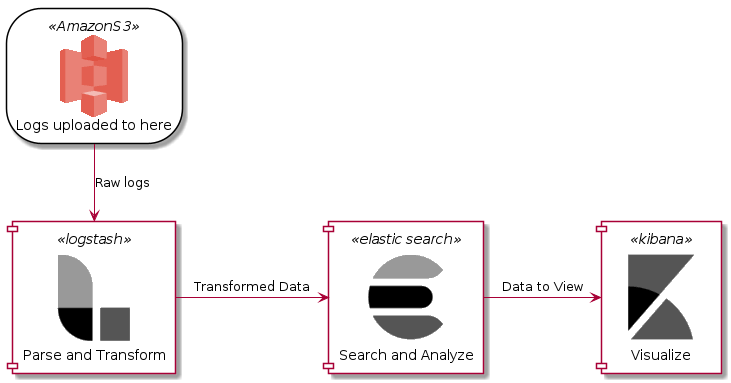 «AmazonS3»
Logs uploaded to here
Raw logs
«logstash»
Parse and Transform
Transformed Data
«elastic search»
Search and Analyze
Data to View
«kibana»
Visualize